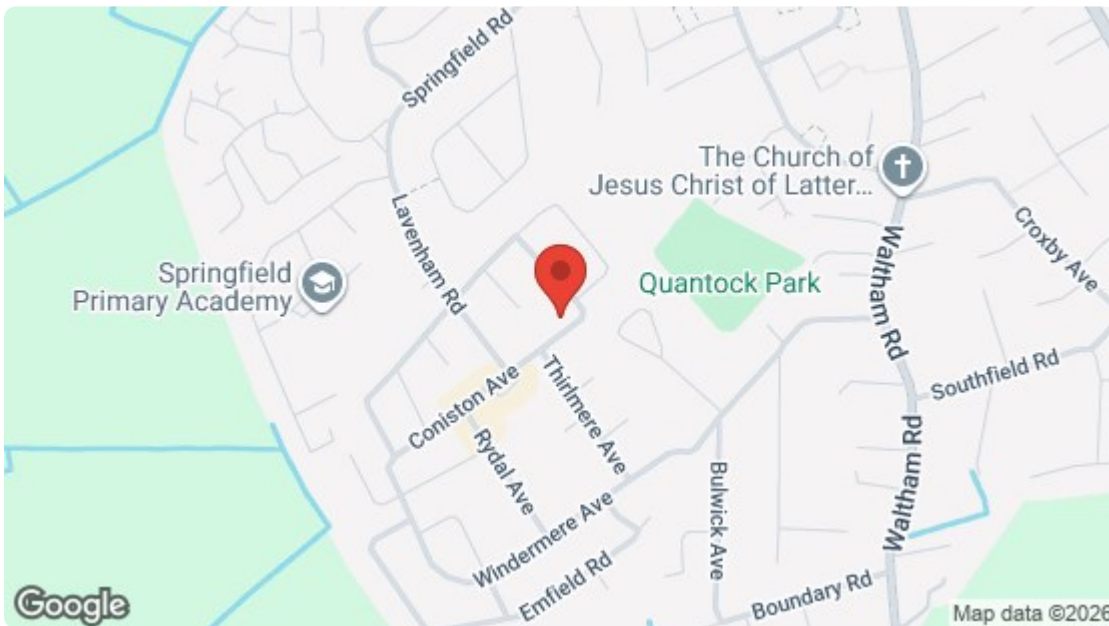 Springfield Rd
The Church of
Jesus Christ of Latter...
Lavenham Rd
Croxby Ave
Springfield
Primary Academy
Quantock Park
Waltham Rd
Southfield Rd
Coniston Ave
Thirlmere Ave
Rydal Ave
Waltham Rd
Bulwick Ave
Windermere Ave
Emfield Rd
Boundary Rd
Google
Map data ©2026